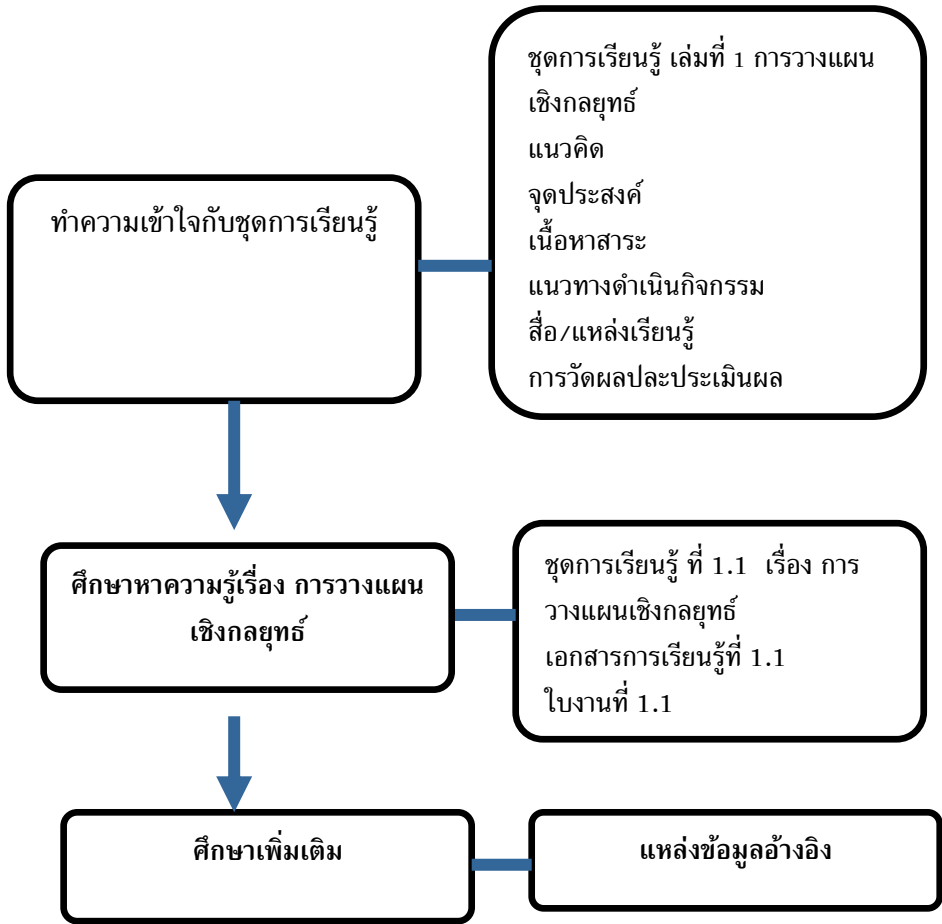 ทำความเข้าใจกับชุดการเรียนรู้
ชุดการเรียนรู้ เล่มที่ 1 การวางแผน
เชิงกลยุทธ์
แนวคิด
จุดประสงค์
เนื้อหาสาระ
แนวทางดำเนินกิจกรรม
สื่อ/แหล่งเรียนรู้
การวัดผลปละประเมินผล
ศึกษาหาความรู้เรื่อง การวางแผน
เชิงกลยุทธ์
ชุดการเรียนรู้ ที่ 1.1 เรื่อง การ
วางแผนเชิงกลยุทธ์
เอกสารการเรียนรู้ที่ 1.1
ใบงานที่ 1.1
ศึกษาเพิ่มเติม
แหล่งข้อมูลอ้างอิง